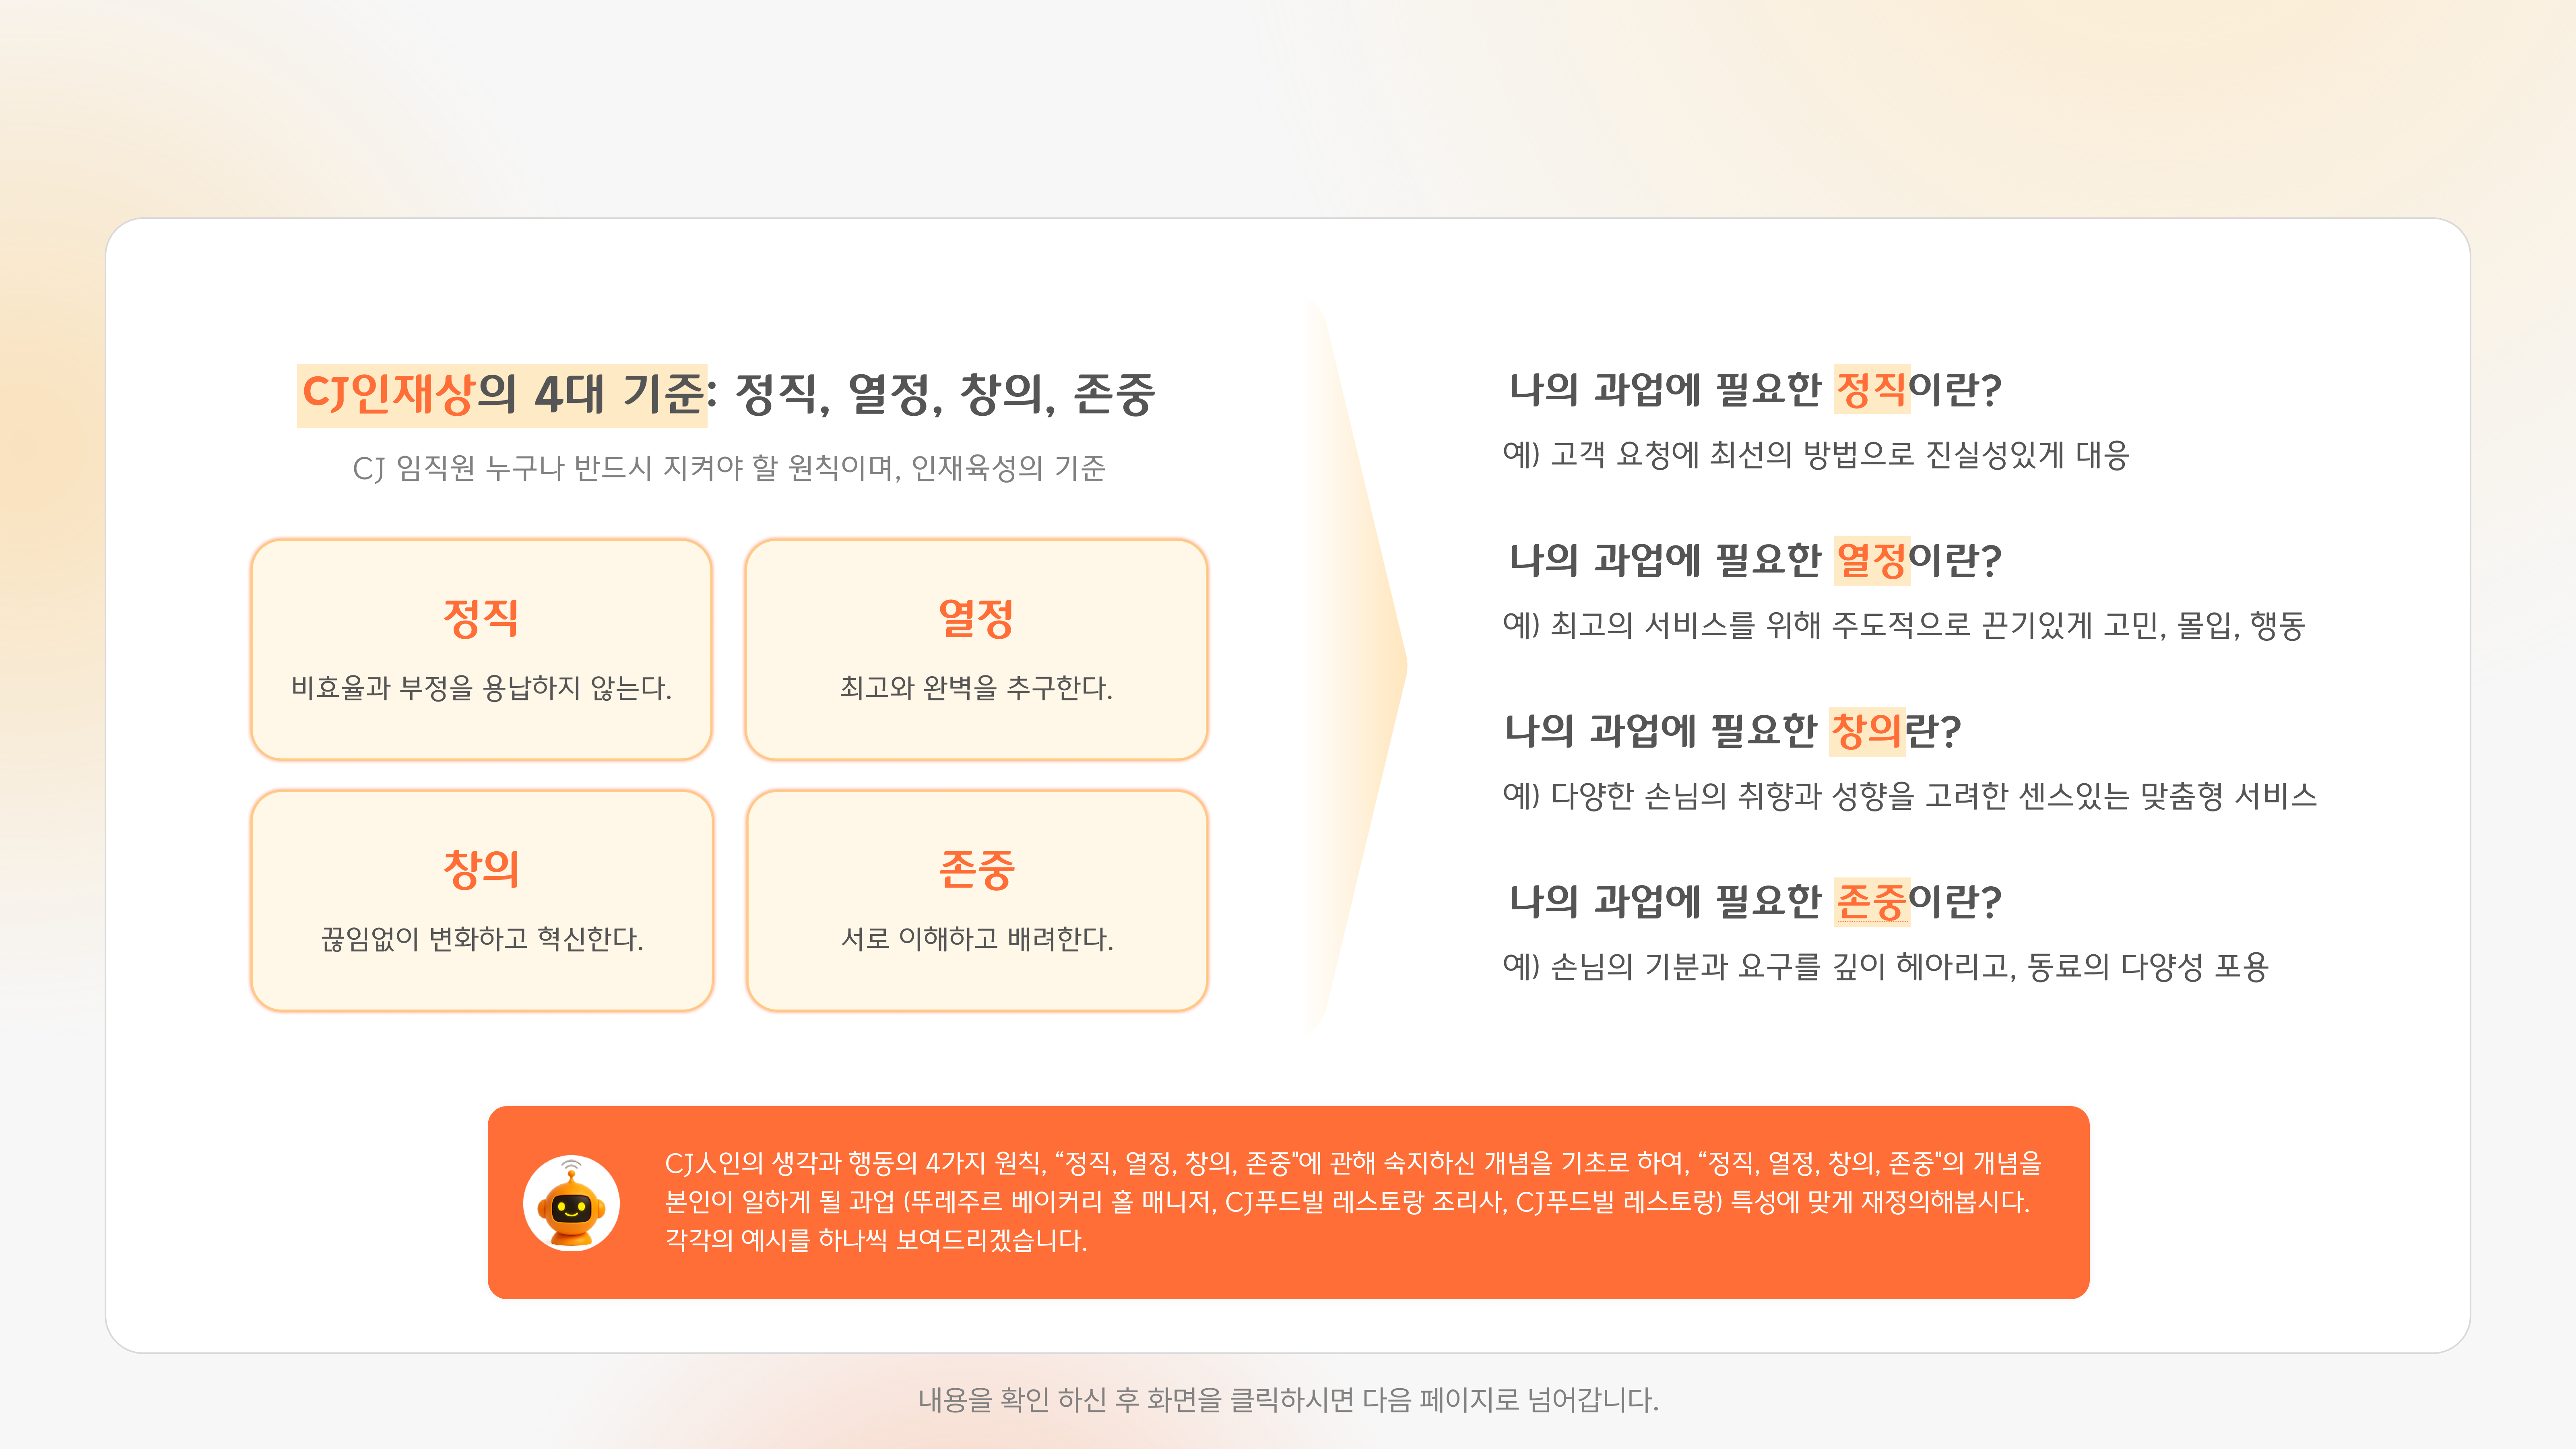 CJ인재상의 4대 기준: 정직, 열정, 창의, 존중
CJ 임직원 누구나 반드시 지켜야 할 원칙이며, 인재육성의 기준
정직
비효율과 부정을 용납하지 않는다.
열정
최고와 완벽을 추구한다.
창의
끊임없이 변화하고 혁신한다.
존중
서로 이해하고 배려한다.
나의 과업에 필요한 정직이란?
예) 고객 요청에 최선의 방법으로 진실성있게 대응
나의 과업에 필요한 열정이란?
예) 최고의 서비스를 위해 주도적으로 끈기있게 고민, 몰입, 행동
나의 과업에 필요한 창의란?
예) 다양한 손님의 취향과 성향을 고려한 센스있는 맞춤형 서비스
나의 과업에 필요한 존중이란?
예) 손님의 기분과 요구를 깊이 헤아리고, 동료의 다양성 포용
CJ人인의 생각과 행동의 4가지 원칙, “정직, 열정, 창의, 존중"에 관해 숙지하신 개념을 기초로 하여, “정직, 열정, 창의, 존중"의 개념을
본인이 일하게 될 과업 (뚜레주르 베이커리 홀 매니저, CJ푸드빌 레스토랑 조리사, CJ푸드빌 레스토랑) 특성에 맞게 재정의해봅시다.
각각의 예시를 하나씩 보여드리겠습니다.
내용을 확인 하신 후 화면을 클릭하시면 다음 페이지로 넘어갑니다.